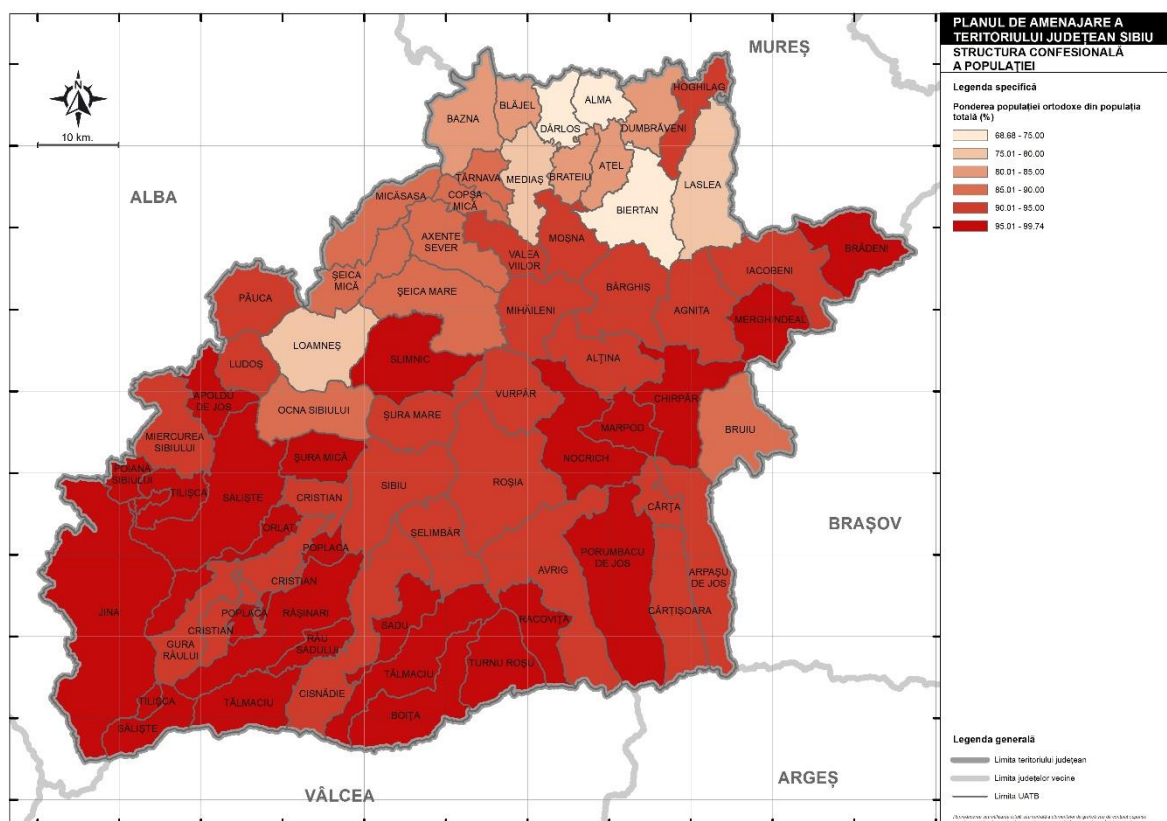 PLANUL DE AMENAJARE A
TERITORIULUI JUDEȚEAN SIBIU
STRUCTURA CONFESIONALĂ
A POPULAȚIEI
Legenda specifică
Ponderea populației ortodoxe din populația
totală (%)
68.68 - 75.00
75.01 - 80.00
80.01 - 85.00
85.01 - 90.00
90.01 - 95.00
95.01 - 99.74
N
10 km.
MUREȘ
ALBA
BRAȘOV
ARGEȘ
VÂLCEA
HOGHILAG
BLĂJEL
ALMA
BAZNA
DÂRLOS
DUMBRĂVENI
AȚEL
TÂRNAVA
MEDIAȘ
BRATEIU
LASLEA
MICĂSASA
COPȘA
MICĂ
BIERTAN
AXENTE
SEVER
MOȘNA
BRĂDENI
VALEA
VIILOR
IACOBENI
ȘEICA
MICĂ
BÂRGHIȘ
PĂUCA
ȘEICA MARE
MIHĂILENI
AGNITA
MERGHINDEAL
LOAMNEȘ
SLIMNIC
ALȚINA
LUDOȘ
APOLDU
DE JOS
VURPĂR
CHIRPĂR
OCNA SIBIULUI
ȘURA MARE
MARPOD
BRUIU
MIERCUREA
SIBIULUI
ȘURA MICĂ
NOCRICH
POIANA
SIBIULUI
TILIȘCA
SĂLIȘTE
CRISTIAN
SIBIU
ROȘIA
CÂRȚA
ORLAT
ȘELIMBĂR
POPLACA
PORUMBACU
DE JOS
AVRIG
ARPAȘU
DE JOS
CRISTIAN
JINA
POPLACA
RĂȘINARI
CÂRȚIȘOARA
RACOVIȚA
SADU
CRISTIAN
GURA
RÂULUI
RÂU
SADULUI
TURNU ROȘU
TĂLMACIU
CISNĂDIE
TILIȘCA
TĂLMACIU
BOIȚA
SĂLIȘTE
Legenda generală
Limita teritoriului județean
Limita județelor vecine
Limita UATB